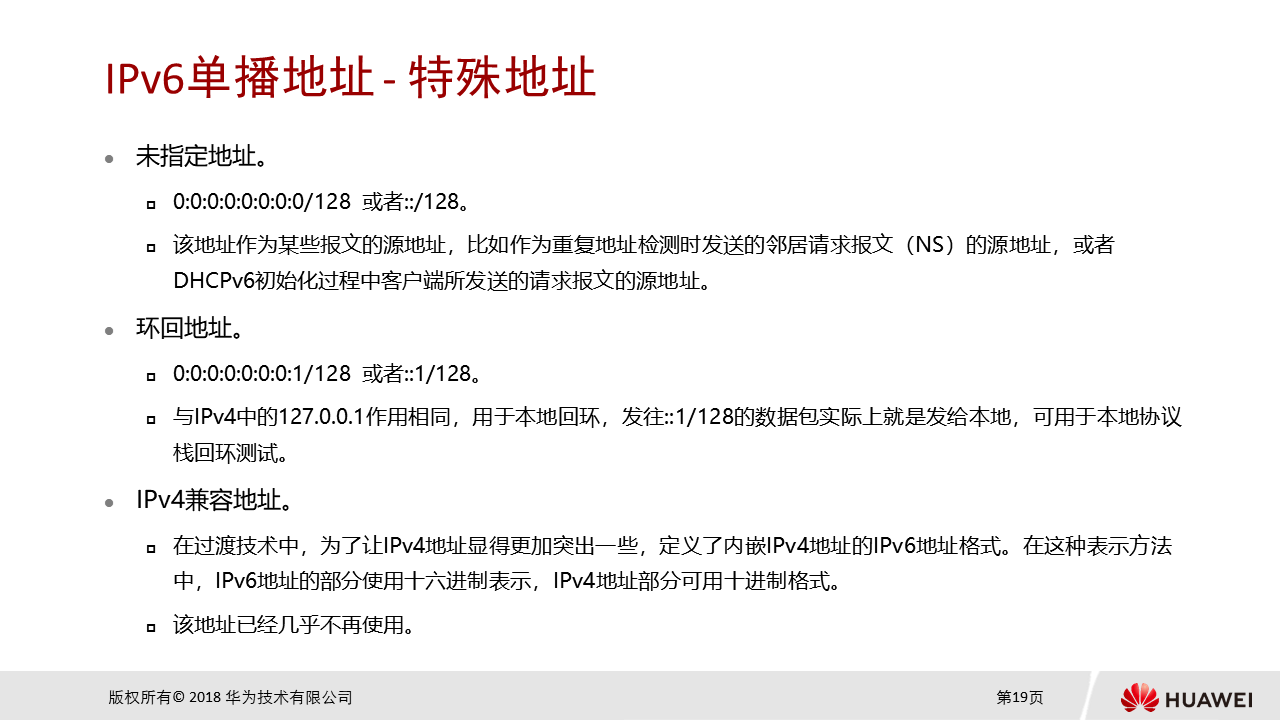 IPv6单播地址 - 特殊地址
未指定地址。
0:0:0:0:0:0:0:0/128 或者::/128。
该地址作为某些报文的源地址，比如作为重复地址检测时发送的邻居请求报文（NS）的源地址，或者
DHCPv6初始化过程中客户端所发送的请求报文的源地址。
环回地址。
0:0:0:0:0:0:0:1/128 或者::1/128。
与IPv4中的127.0.0.1作用相同，用于本地回环，发往::1/128的数据包实际上就是发给本地，可用于本地协议
栈回环测试。
IPv4兼容地址。
在过渡技术中，为了让IPv4地址显得更加突出一些，定义了内嵌IPv4地址的IPv6地址格式。在这种表示方法
中，IPv6地址的部分使用十六进制表示，IPv4地址部分可用十进制格式。
该地址已经几乎不再使用。
版权所有© 2018 华为技术有限公司
第19页
HUAWEI